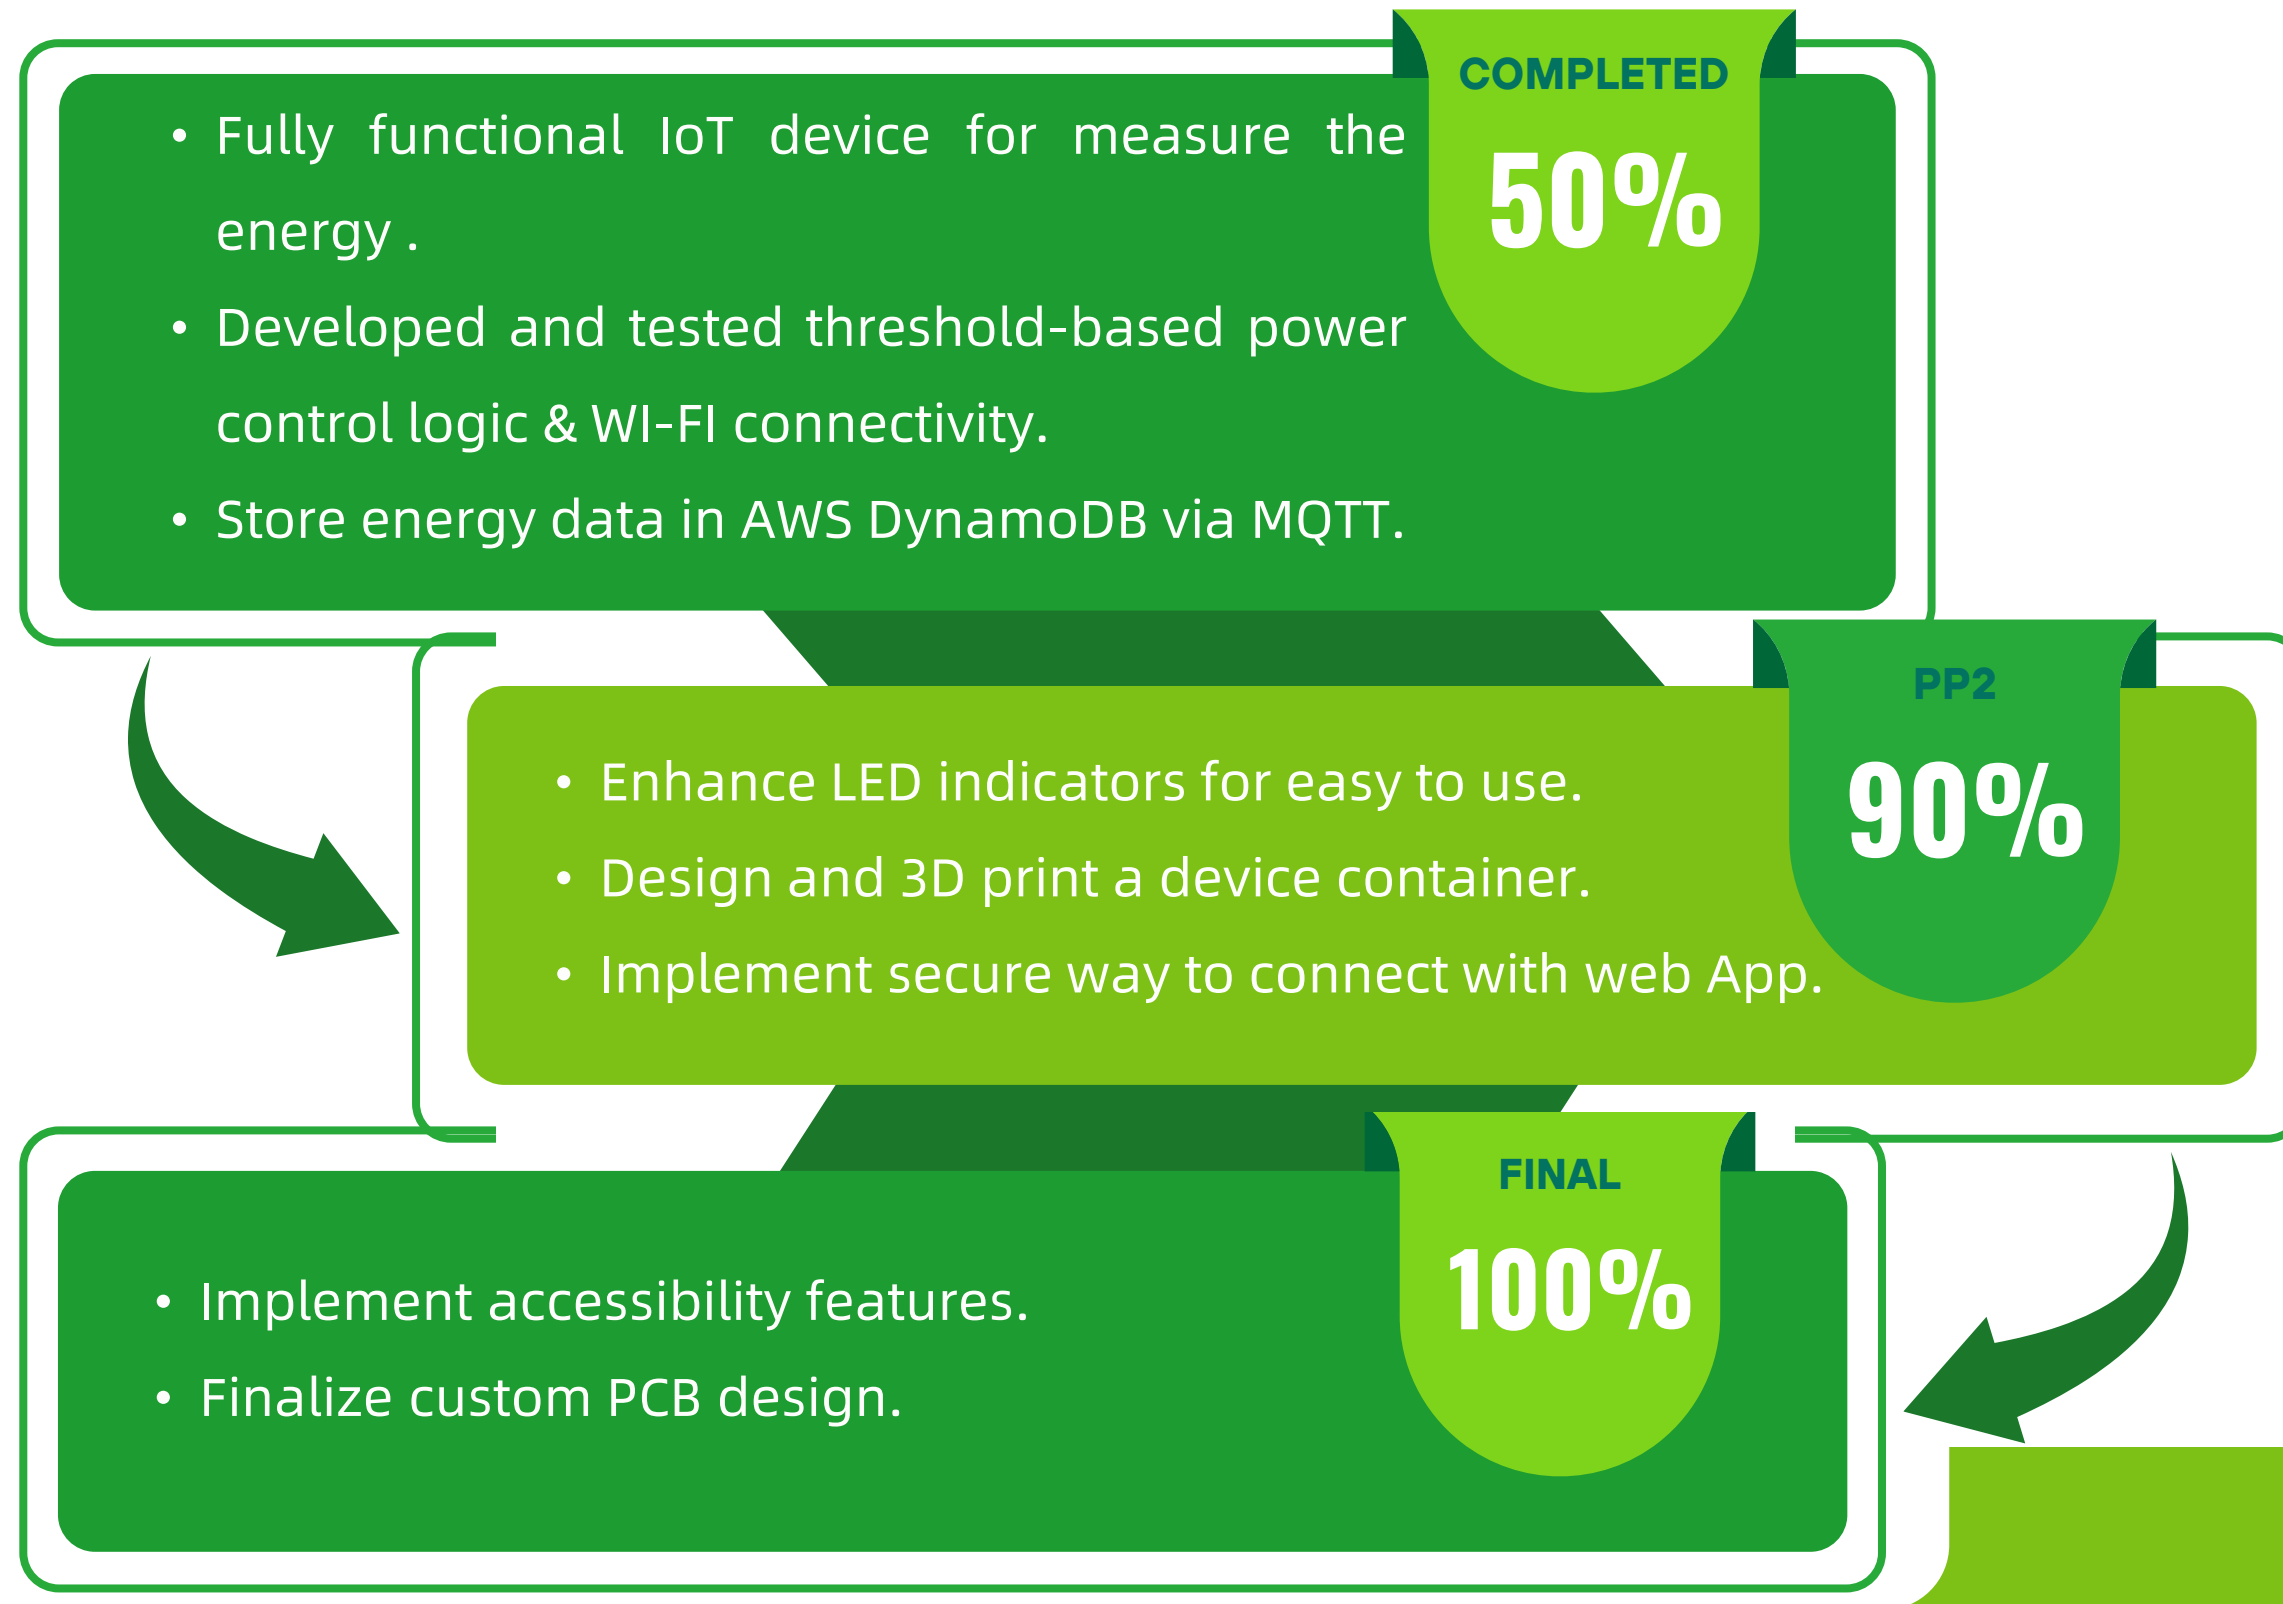 COMPLETED
50%
• Fully functional IoT device for measure the
energy .
• Developed and tested threshold-based power
control logic & WI-FI connectivity.
• Store energy data in AWS DynamoDB via MQTT.
PP2
90%
• Enhance LED indicators for easy to use.
• Design and 3D print a device container.
• Implement secure way to connect with web App.
FINAL
100%
• Implement accessibility features.
• Finalize custom PCB design.